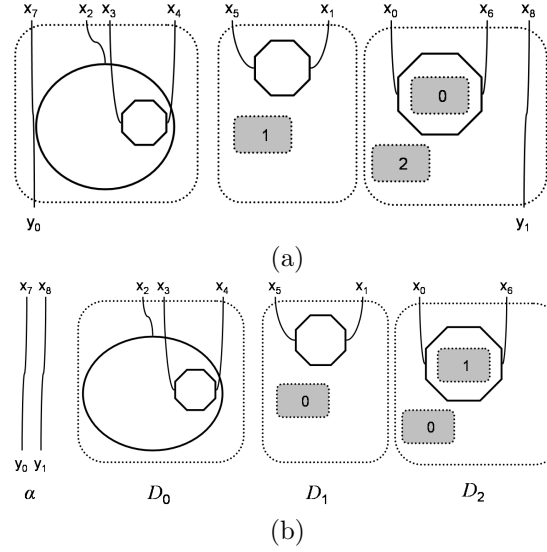 x₇ x₂ x₃ x₄ x₅ x₁ x₀ x₆ x₈
0
1
2
y₀ y₁
(a)
x₇ x₈ x₂ x₃ x₄ x₅ x₁ x₀ x₆
1
0 0
y₀ y₁
α D₀ D₁ D₂
(b)